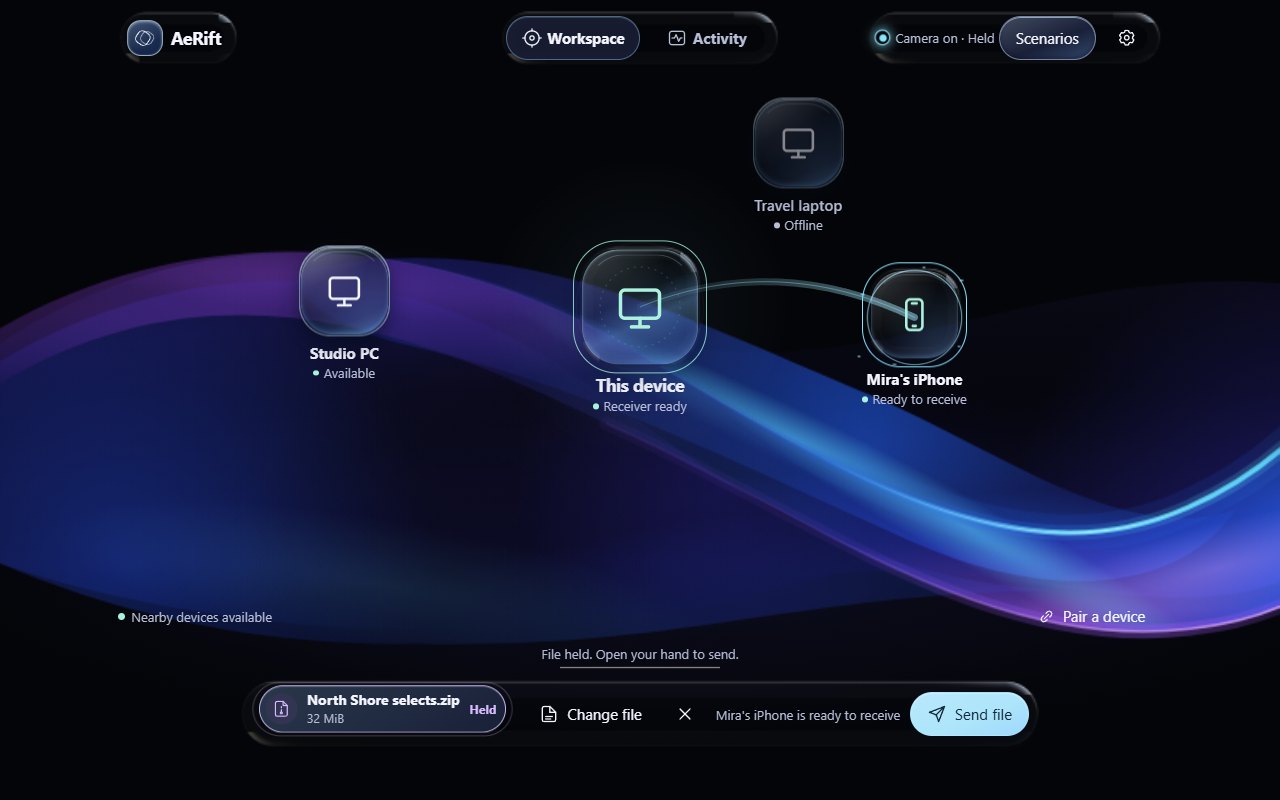 AeRift
Workspace
Activity
Camera on · Held
Scenarios
Travel laptop
Offline
Studio PC
Available
This device
Receiver ready
Mira's iPhone
Ready to receive
Nearby devices available
Pair a device
File held. Open your hand to send.
North Shore selects.zip
32 MiB
Held
Change file
Mira's iPhone is ready to receive
Send file